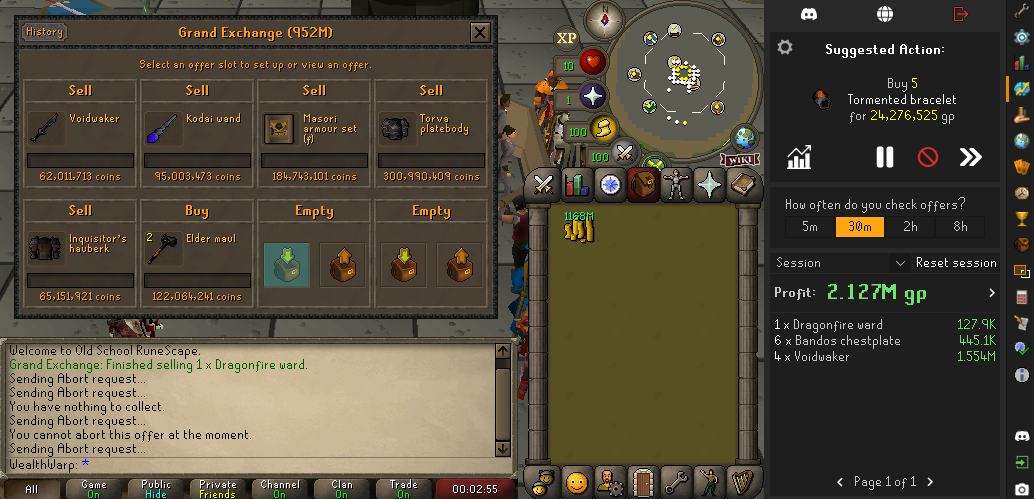 History
Grand Exchange (952M)
Select an offer slot to set up or view an offer.
Sell
Sell
Sell
Sell
Voidwaker
Kodai wand
Masori
armour set
(f)
Torva
platebody
62,011,713 coins
95,003,473 coins
184,743,101 coins
300,990,409 coins
Sell
Buy
Empty
Empty
Inquisitor's
hauberk
2
Elder maul
65,151,921 coins
122,064,241 coins
Welcome to Old School RuneScape.
Grand Exchange: Finished selling 1 x Dragonfire ward.
Sending Abort request...
Sending Abort request...
You have nothing to collect.
Sending Abort request...
You cannot abort this offer at the moment.
Sending Abort request...
WealthWarp: *
All
Game
On
Public
Hide
Private
Friends
Channel
On
Clan
On
Trade
On
00:02:55
XP
N
10
1
100
100
WIKI
1168M
Suggested Action:
Buy 5
Tormented bracelet
for 24,276,525 gp
How often do you check offers?
5m
30m
2h
8h
Session
Reset session
Profit: 2.127M gp
1 x Dragonfire ward
127.9K
6 x Bandos chestplate
445.1K
4 x Voidwaker
1.554M
Page 1 of 1